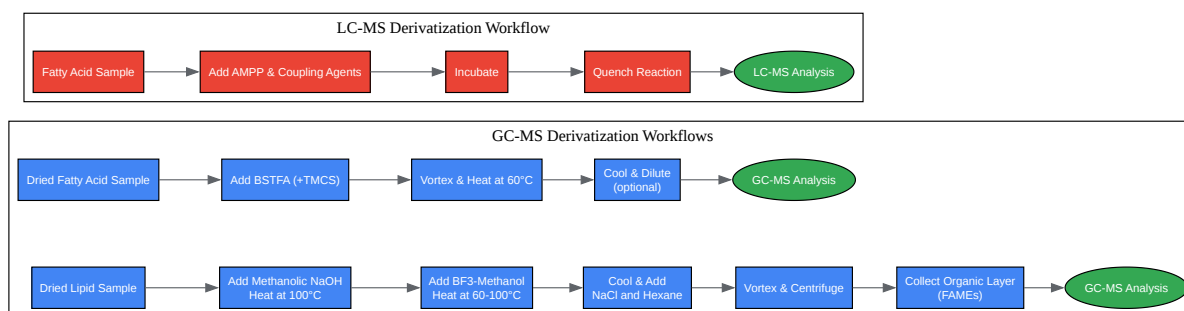 LC-MS Derivatization Workflow
Fatty Acid Sample
Add AMPP & Coupling Agents
Incubate
Quench Reaction
LC-MS Analysis
GC-MS Derivatization Workflows
Dried Fatty Acid Sample
Add BSTFA (+TMCS)
Vortex & Heat at 60°C
Cool & Dilute
(optional)
GC-MS Analysis
Dried Lipid Sample
Add Methanolic NaOH
Heat at 100°C
Add BF3-Methanol
Heat at 60-100°C
Cool & Add
NaCl and Hexane
Vortex & Centrifuge
Collect Organic Layer
(FAMEs)
GC-MS Analysis